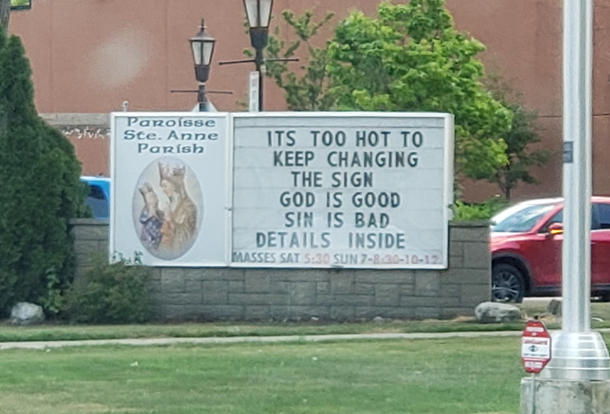 Paroisse
Ste. Anne
Parish
ITS TOO HOT TO
KEEP CHANGING
THE SIGN
GOD IS GOOD
SIN IS BAD
DETAILS INSIDE
MASSES SAT 5:30 SUN 7-8:30-10-12